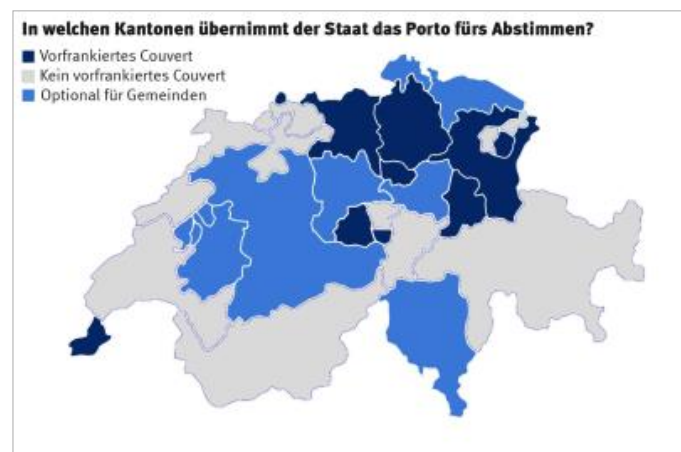 In welchen Kantonen übernimmt der Staat das Porto fürs Abstimmen?
Vorfrankiertes Couvert
Kein vorfrankiertes Couvert
Optional für Gemeinden